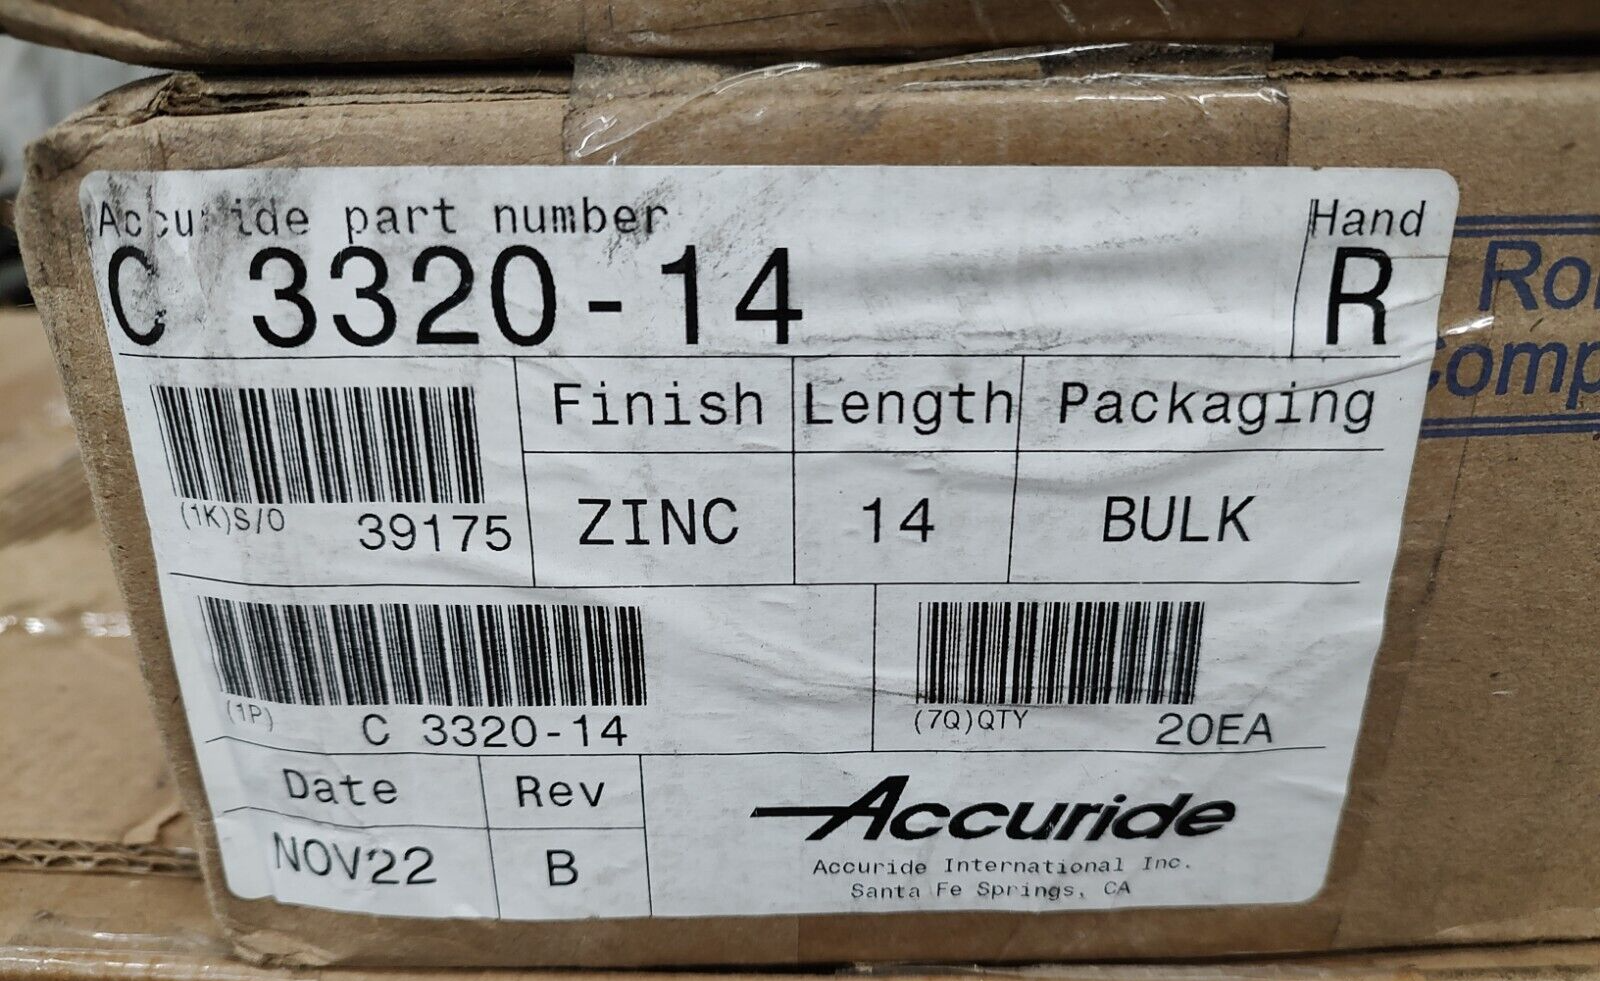 Accuride part number
Hand
C 3320-14
R
Finish
Length
Packaging
(1K)S/O 39175
ZINC
14
BULK
(1P) C 3320-14
(7Q)QTY 20EA
Date
Rev
NOV22
B
Accuride
Accuride International Inc.
Santa Fe Springs, CA